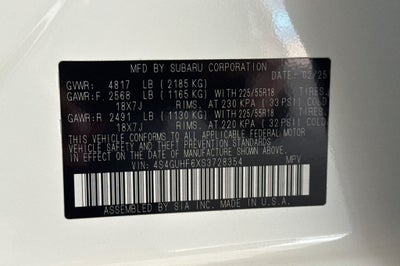 MFD BY SUBARU CORPORATION 02/25
GVWR: 4817 LB (2185 KG)
GAWR:F. 2568 LB (1165 KG) WITH 225/55R18 TIRES.
18X7J RIMS. AT 230 KPA (33 PSI) COLD
GAWR:R 2491 LB (1130 KG) WITH 225/55R18 TIRES.
18X7J RIMS. AT 220 KPA (32 PSI) COLD
THIS VEHICLE CONFORMS TO ALL APPLICABLE FEDERAL MOTOR
VEHICLE SAFETY, BUMPER, AND THEFT PREVENTION STANDARDS IN EFFECT ON THE
DATE OF MANUFACTURE SHOWN ABOVE.
VIN: 4S4GUHF6XS3728354 MPV
ASSEMBLED BY SIA INC. MADE IN U.S.A.